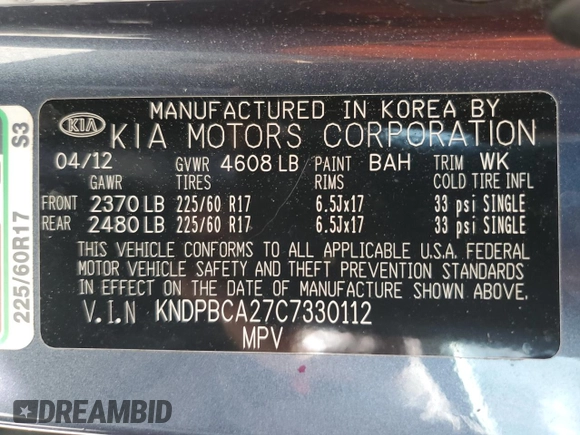 MANUFACTURED IN KOREA BY
KIA KIA MOTORS CORPORATION
04/12 GVWR 4608 LB PAINT BAH TRIM WK
GAWR TIRES RIMS COLD TIRE INFL
FRONT 2370 LB 225/60 R17 6.5Jx17 33 psi SINGLE
REAR 2480 LB 225/60 R17 6.5Jx17 33 psi SINGLE
THIS VEHICLE CONFORMS TO ALL APPLICABLE U.S.A. FEDERAL
MOTOR VEHICLE SAFETY AND THEFT PREVENTION STANDARDS
IN EFFECT ON THE DATE OF MANUFACTURE SHOWN ABOVE.
V.I.N KNDPBCA27C7330112
MPV
225/60R17 S3
DREAMBID